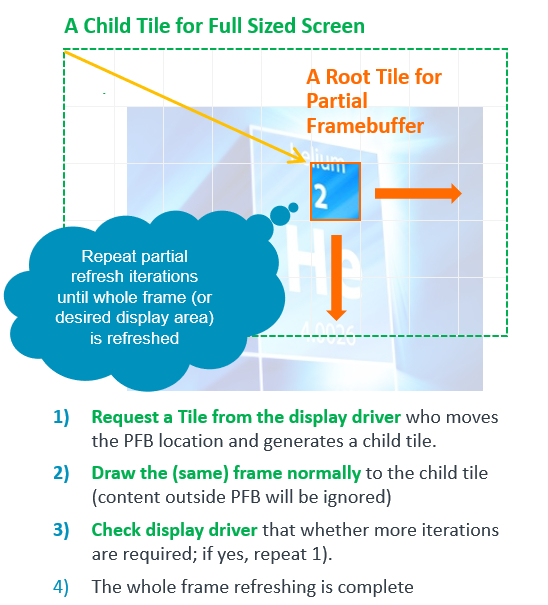 A Child Tile for Full Sized Screen
A Root Tile for
Partial
Framebuffer
helium
2
He
4.0026
Repeat partial
refresh iterations
until whole frame (or
desired display area)
is refreshed
1) Request a Tile from the display driver who moves
the PFB location and generates a child tile.
2) Draw the (same) frame normally to the child tile
(content outside PFB will be ignored)
3) Check display driver that whether more iterations
are required; if yes, repeat 1).
4) The whole frame refreshing is complete